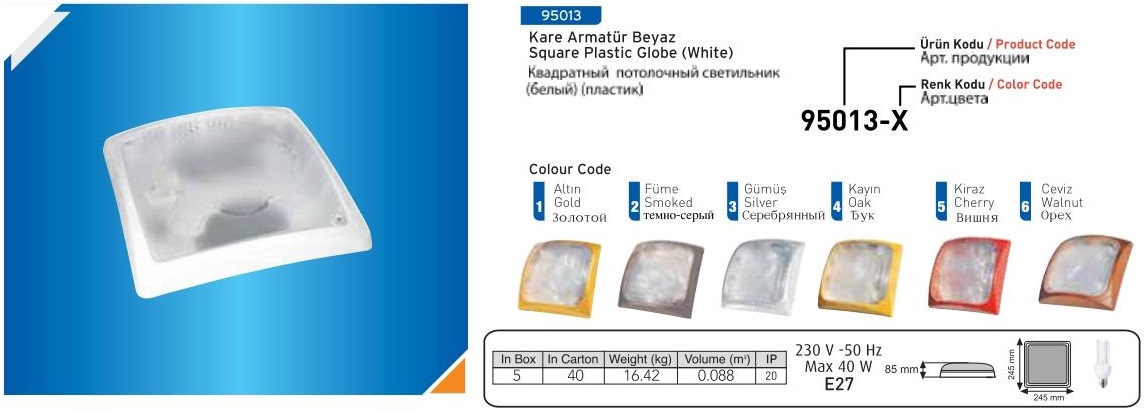 95013
Kare Armatür Beyaz
Square Plastic Globe (White)
Квадратный потолочный светильник
(белый) (пластик)
Ürün Kodu / Product Code
Арт. продукции
Renk Kodu / Color Code
Арт.цвета
95013-X
Colour Code
1 Altın
Gold
Золотой
2 Füme
Smoked
темно-серый
3 Gümüş
Silver
Серебрянный
4 Kayın
Oak
Ђук
5 Kiraz
Cherry
Вишня
6 Ceviz
Walnut
Орех
In Box In Carton Weight (kg) Volume (m³) IP
5 40 16.42 0.088 20
230 V -50 Hz
Max 40 W
E27
85 mm
245 mm
245 mm